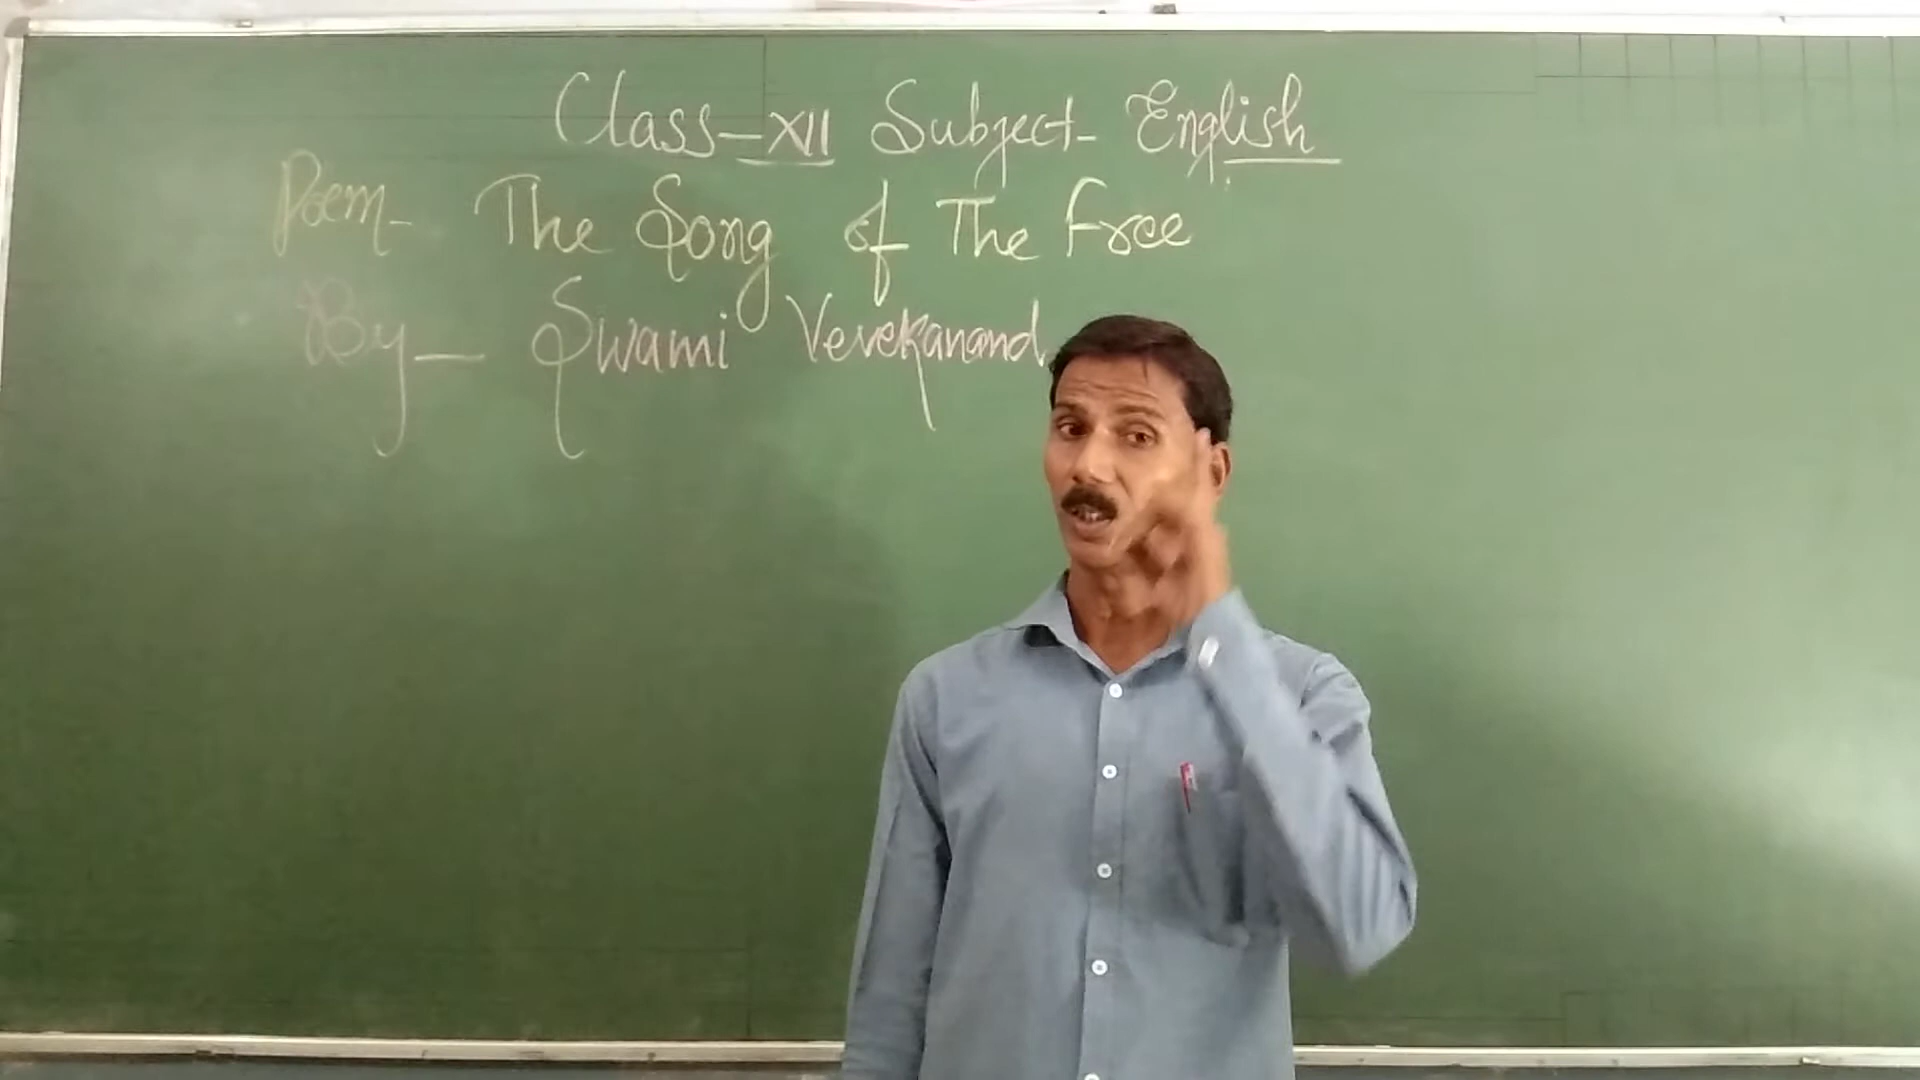 Class-XII Subject- English
Poem- The Song of The Free
By- Swami Vevekanand